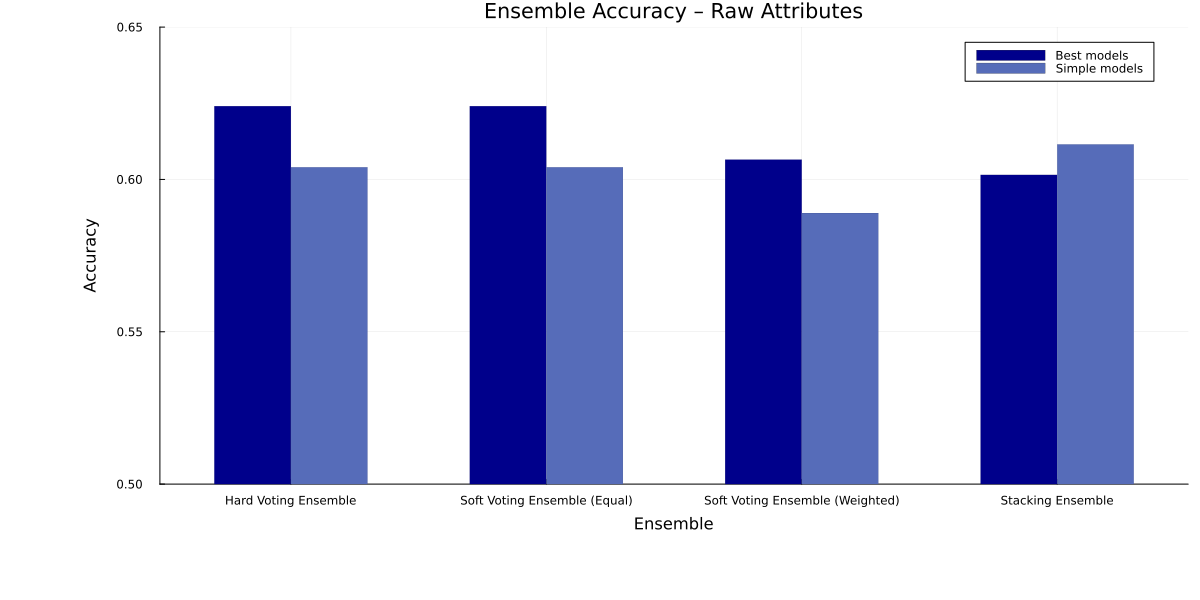 Ensemble Accuracy – Raw Attributes
0.65
Best models
Simple models
0.60
Accuracy
0.55
0.50
Hard Voting Ensemble
Soft Voting Ensemble (Equal)
Soft Voting Ensemble (Weighted)
Stacking Ensemble
Ensemble